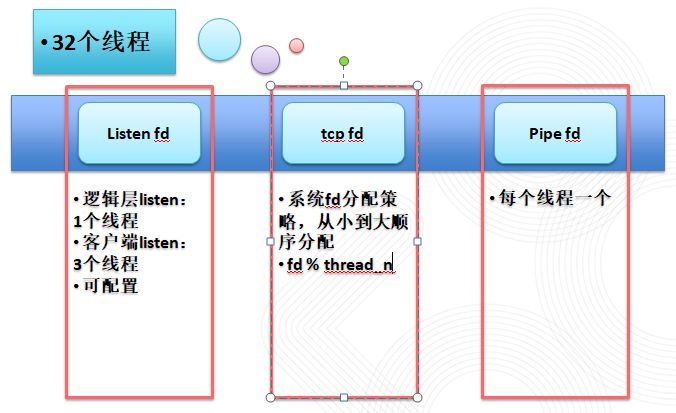 •32个线程
Listen fd
tcp fd
Pipe fd
•逻辑层listen：
1个线程
•客户端listen：
3个线程
•可配置
•系统fd分配策
略，从小到大顺
序分配
•fd % thread_n
•每个线程一个